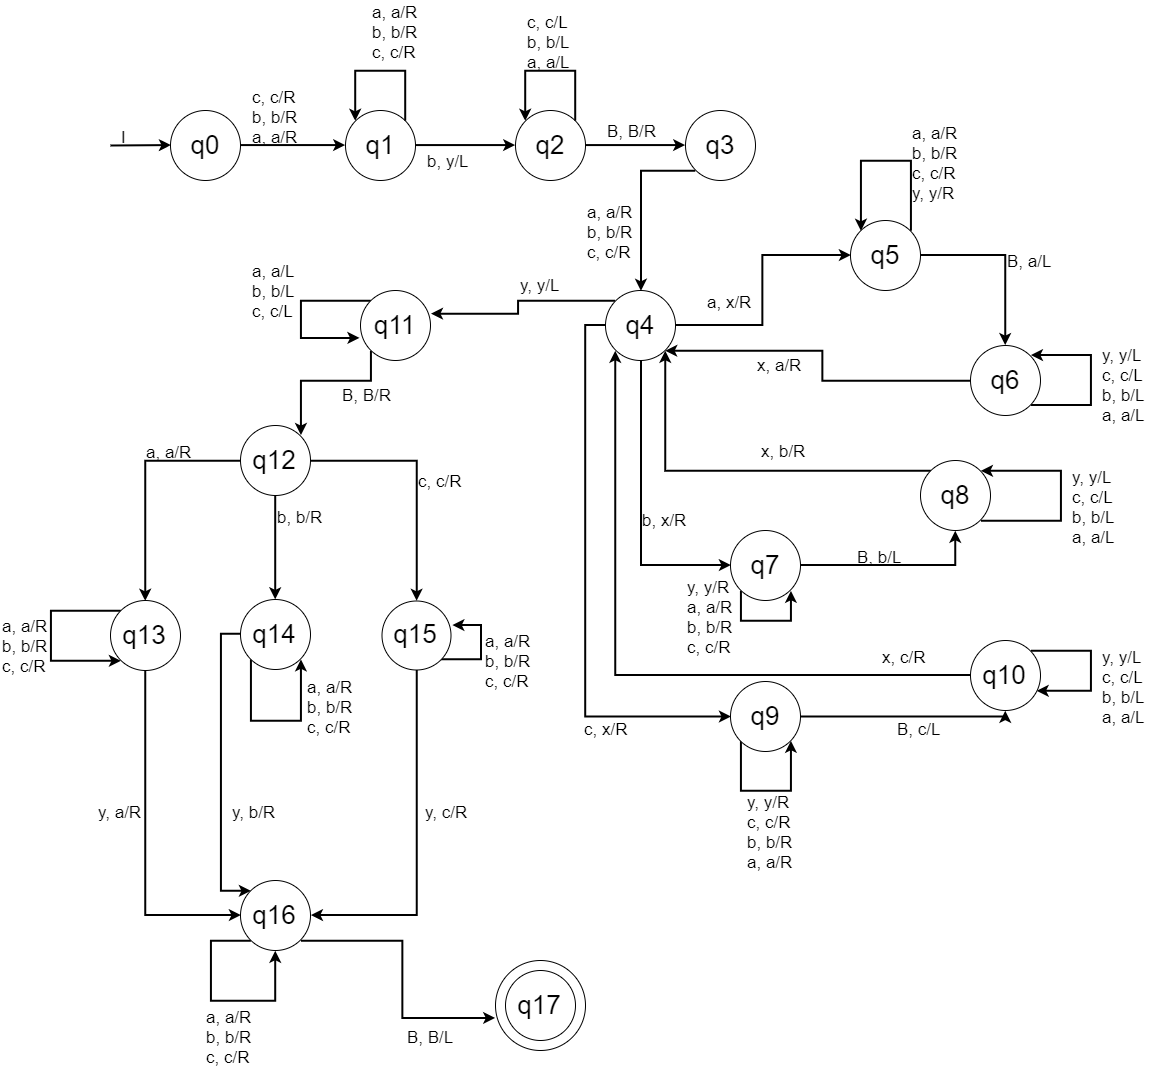 a, a/R
b, b/R
c, c/R
c, c/L
b, b/L
a, a/L
c, c/R
b, b/R
a, a/R
I
q0
q1
b, y/L
q2
B, B/R
q3
a, a/R
b, b/R
c, c/R
y, y/R
a, a/R
b, b/R
c, c/R
q5
B, a/L
a, a/L
b, b/L
c, c/L
y, y/L
q11
q4
a, x/R
x, a/R
q6
y, y/L
c, c/L
b, b/L
a, a/L
B, B/R
a, a/R
q12
c, c/R
b, b/R
x, b/R
q8
y, y/L
c, c/L
b, b/L
a, a/L
b, x/R
q7
B, b/L
y, y/R
a, a/R
b, b/R
c, c/R
a, a/R
b, b/R
c, c/R
q13
q14
a, a/R
b, b/R
c, c/R
q15
a, a/R
b, b/R
c, c/R
x, c/R
q10
y, y/L
c, c/L
b, b/L
a, a/L
c, x/R
q9
B, c/L
y, y/R
c, c/R
b, b/R
a, a/R
y, a/R
y, b/R
y, c/R
q16
a, a/R
b, b/R
c, c/R
B, B/L
q17